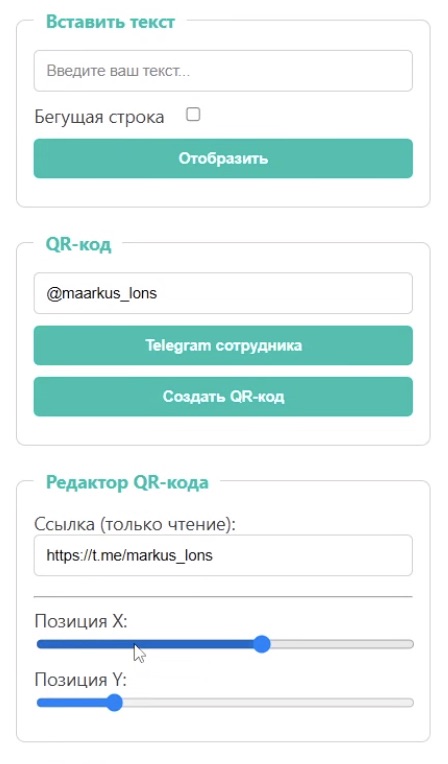 Вставить текст
Введите ваш текст...
Бегущая строка
Отобразить
QR-код
@maarkus_lons
Telegram сотрудника
Создать QR-код
Редактор QR-кода
Ссылка (только чтение):
https://t.me/markus_lons
Позиция X:
Позиция Y: